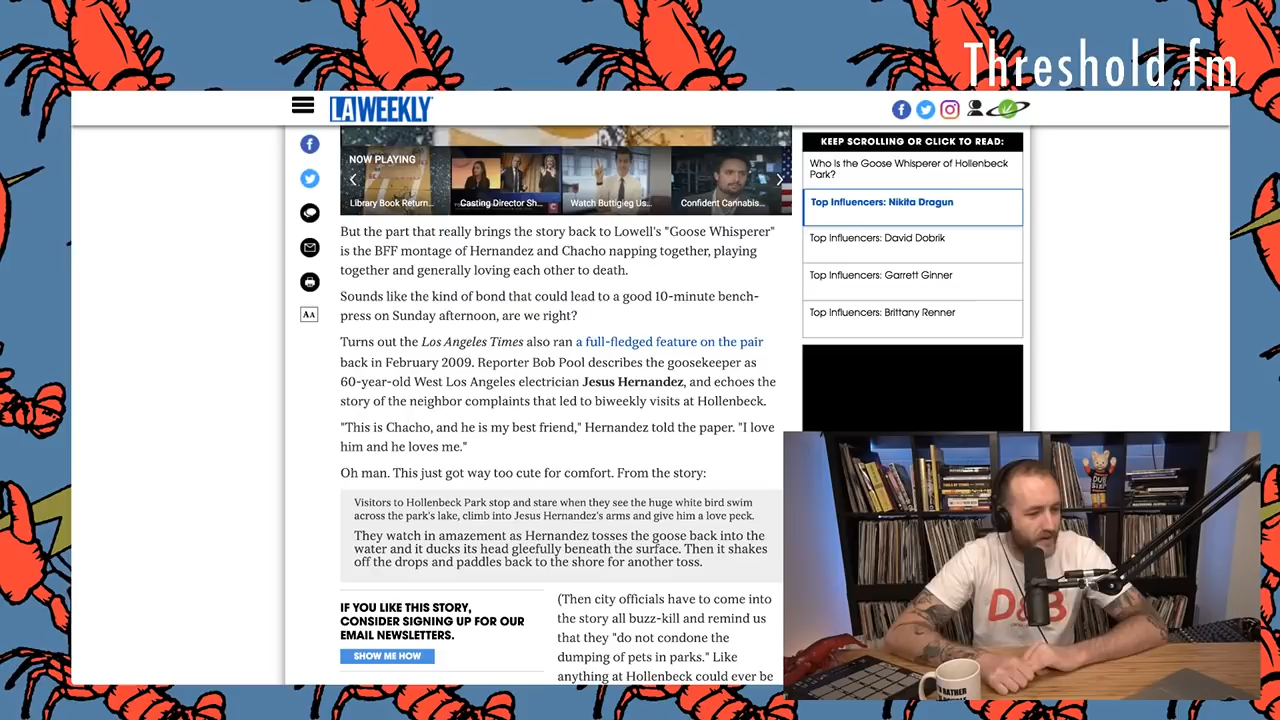 Threshold.fm
LA WEEKLY
NOW PLAYING
Library Book Return...
Casting Director Sh...
Watch Buttigieg Us...
Confident Cannabis...
But the part that really brings the story back to Lowell's "Goose Whisperer"
is the BFF montage of Hernandez and Chacho napping together, playing
together and generally loving each other to death.
Sounds like the kind of bond that could lead to a good 10-minute bench-
press on Sunday afternoon, are we right?
Turns out the Los Angeles Times also ran a full-fledged feature on the pair
back in February 2009. Reporter Bob Pool describes the goosekeeper as
60-year-old West Los Angeles electrician Jesus Hernandez, and echoes the
story of the neighbor complaints that led to biweekly visits at Hollenbeck.
"This is Chacho, and he is my best friend," Hernandez told the paper. "I love
him and he loves me."
Oh man. This just got way too cute for comfort. From the story:
Visitors to Hollenbeck Park stop and stare when they see the huge white bird swim
across the park's lake, climb into Jesus Hernandez's arms and give him a love peck.
They watch in amazement as Hernandez tosses the goose back into the
water and it ducks its head gleefully beneath the surface. Then it shakes
off the drops and paddles back to the shore for another toss.
IF YOU LIKE THIS STORY,
CONSIDER SIGNING UP FOR OUR
EMAIL NEWSLETTERS.
SHOW ME HOW
(Then city officials have to come into
the story all buzz-kill and remind us
that they "do not condone the
dumping of pets in parks." Like
anything at Hollenbeck could ever be
AA
KEEP SCROLLING OR CLICK TO READ:
Who Is the Goose Whisperer of Hollenbeck
Park?
Top Influencers: Nikita Dragun
Top Influencers: David Dobrik
Top Influencers: Garrett Ginner
Top Influencers: Brittany Renner
D&B
RATHER